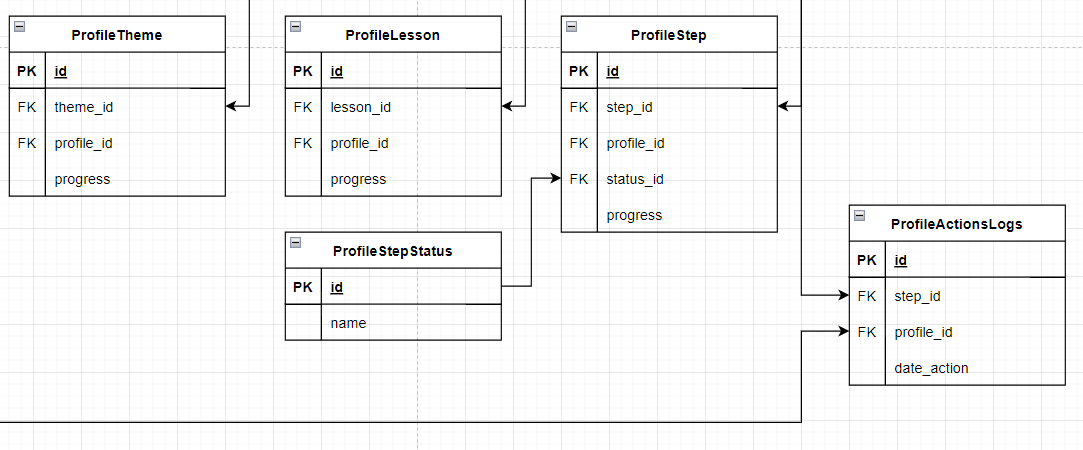 ProfileTheme
PK id
FK theme_id
FK profile_id
progress
ProfileLesson
PK id
FK lesson_id
FK profile_id
progress
ProfileStep
PK id
FK step_id
FK profile_id
FK status_id
progress
ProfileStepStatus
PK id
name
ProfileActionsLogs
PK id
FK step_id
FK profile_id
date_action